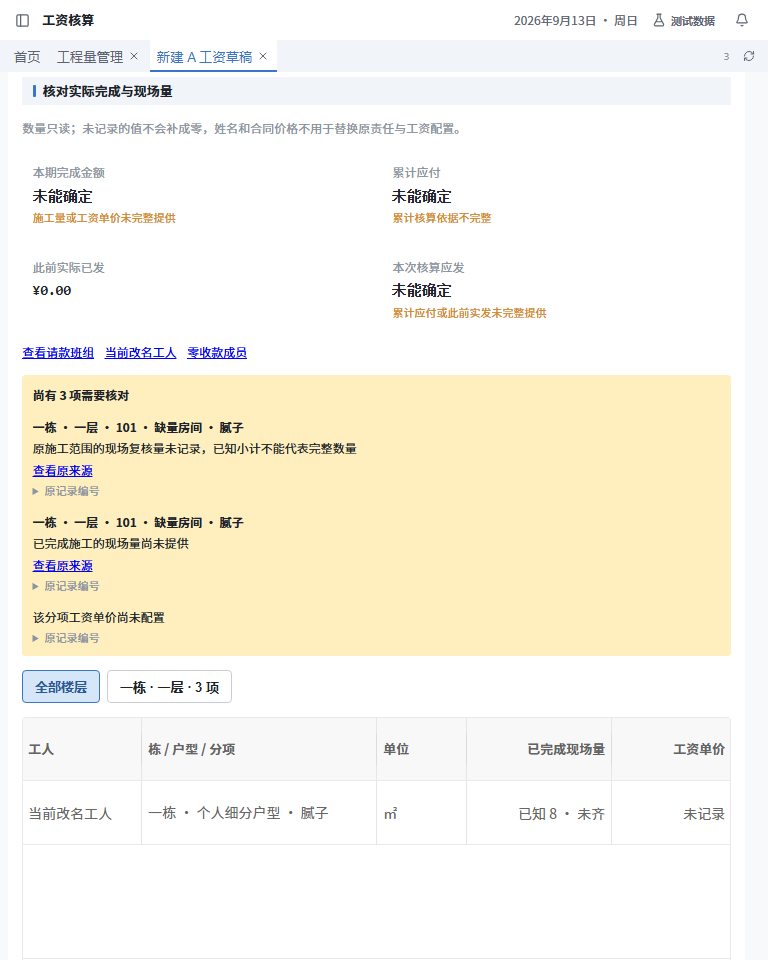 工资核算
2026年9月13日 • 周日
测试数据
首页
工程量管理
新建 A 工资草稿
3
核对实际完成与现场量
数量只读；未记录的值不会补成零，姓名和合同价格不用于替换原责任与工资配置。
本期完成金额
未能确定
施工量或工资单价未完整提供
累计应付
未能确定
累计核算依据不完整
此前实际已发
¥0.00
本次核算应发
未能确定
累计应付或此前实发未完整提供
查看请款班组 当前改名工人 零收款成员
尚有 3 项需要核对
一栋 • 一层 • 101 • 缺量房间 • 腻子
原施工范围的现场复核量未记录，已知小计不能代表完整数量
查看原来源
原记录编号
一栋 • 一层 • 101 • 缺量房间 • 腻子
已完成施工的现场量尚未提供
查看原来源
原记录编号
该分项工资单价尚未配置
原记录编号
全部楼层
一栋 · 一层 · 3 项
工人 栋 / 户型 / 分项 单位 已完成现场量 工资单价
当前改名工人 一栋 • 个人细分户型 • 腻子 ㎡ 已知 8 • 未齐 未记录